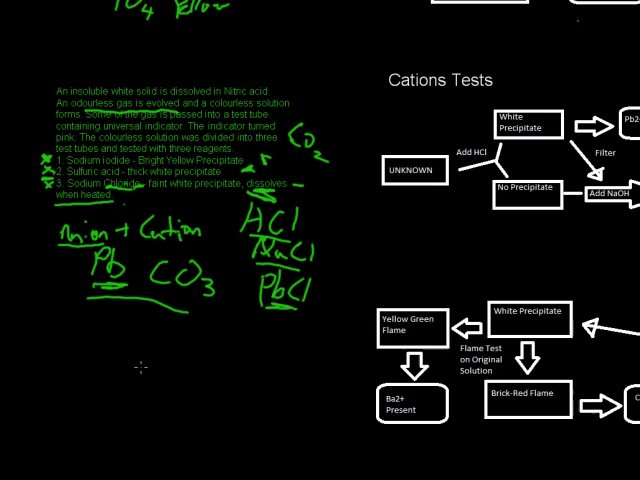 O4 Yellow
An insoluble white solid is dissolved in Nitric acid.
An odourless gas is evolved and a colourless solution
forms. Some of the gas is passed into a test tube
containing universal indicator. The indicator turned
pink. The colourless solution was divided into three
test tubes and tested with three reagents.
1. Sodium iodide - Bright Yellow Precipitate
2. Sulfuric acid - thick white precipitate
3. Sodium Chloride - faint white precipitate, dissolves
when heated
CO2
Anion + Cation
Pb CO3
HCl
NaCl
PbCl
Cations Tests
UNKNOWN
Add HCl
White
Precipitate
Pb2+
Filter
No Precipitate
Add NaOH
Yellow Green
Flame
White Precipitate
Flame Test
on Original
Solution
Ba2+
Present
Brick-Red Flame
C